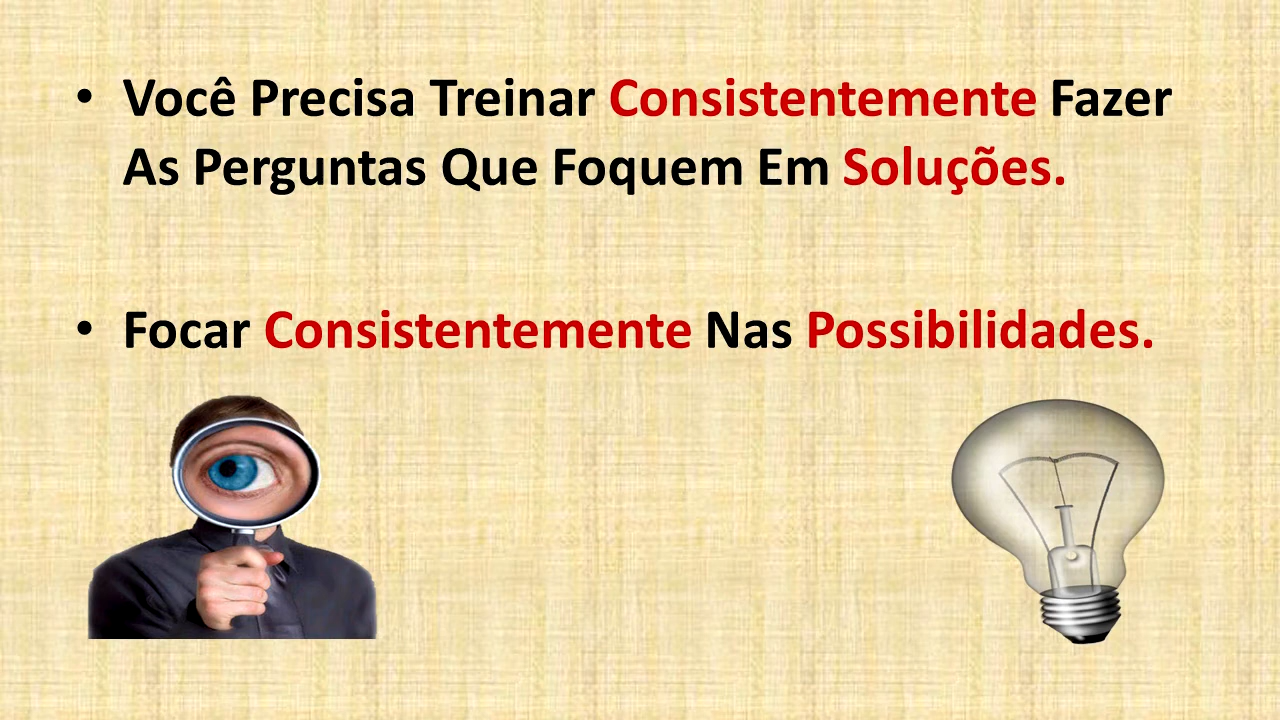 • Você Precisa Treinar Consistentemente Fazer
As Perguntas Que Foquem Em Soluções.
• Focar Consistentemente Nas Possibilidades.